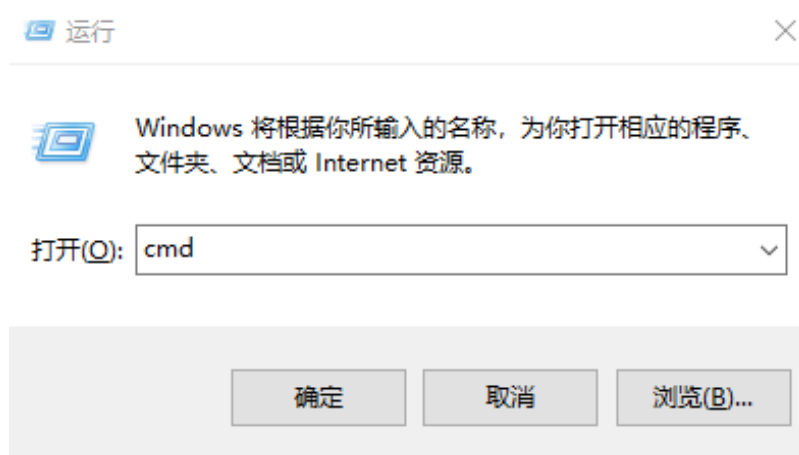 运行
Windows 将根据你所输入的名称，为你打开相应的程序、
文件夹、文档或 Internet 资源。
打开(O): cmd
确定 取消 浏览(B)...